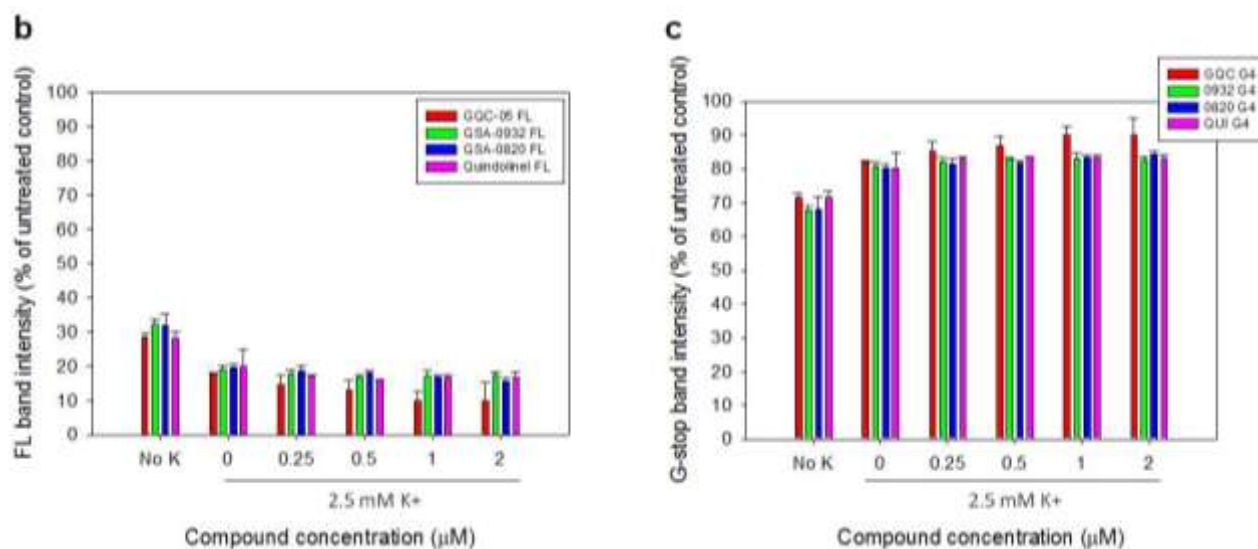 b
FL band intensity (% of untreated control)
100
90
80
70
60
50
40
30
20
10
0
GQC-05 FL
GSA-0932 FL
GSA-0820 FL
Quindolinel FL
No K 0 0.25 0.5 1 2
2.5 mM K+
Compound concentration (μM)
c
G-stop band intensity (% of untreated control)
100
90
80
70
60
50
40
30
20
10
0
GQC G4
0932 G4
0820 G4
QUI G4
No K 0 0.25 0.5 1 2
2.5 mM K+
Compound concentration (μM)